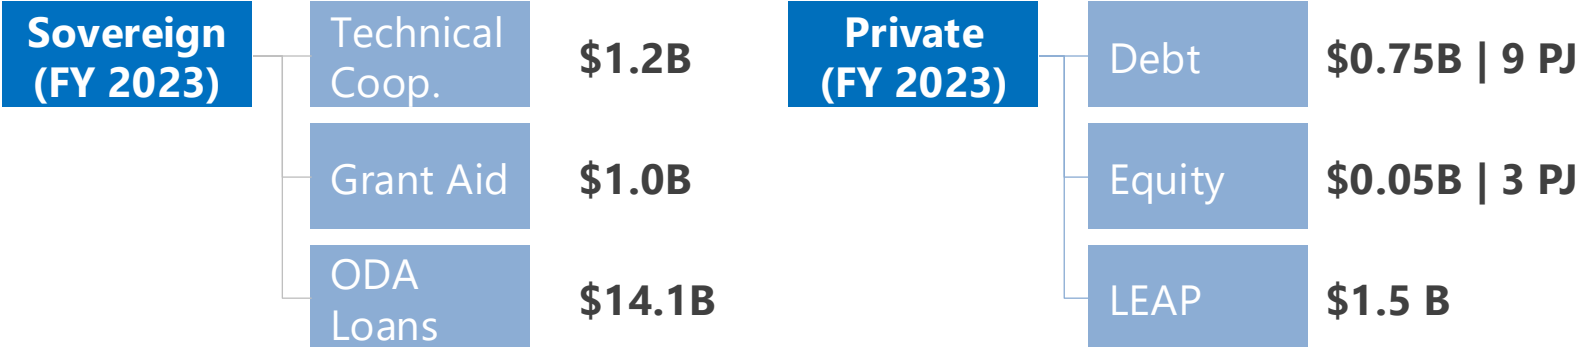 Sovereign
(FY 2023)
Technical
Coop.
$1.2B
Grant Aid
$1.0B
ODA
Loans
$14.1B
Private
(FY 2023)
Debt
$0.75B | 9 PJ
Equity
$0.05B | 3 PJ
LEAP
$1.5 B